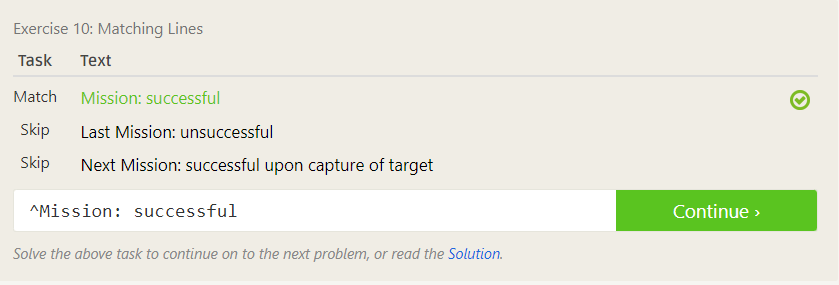 Exercise 10: Matching Lines
Task Text
Match Mission: successful
Skip Last Mission: unsuccessful
Skip Next Mission: successful upon capture of target
^Mission: successful Continue ›
Solve the above task to continue on to the next problem, or read the Solution.